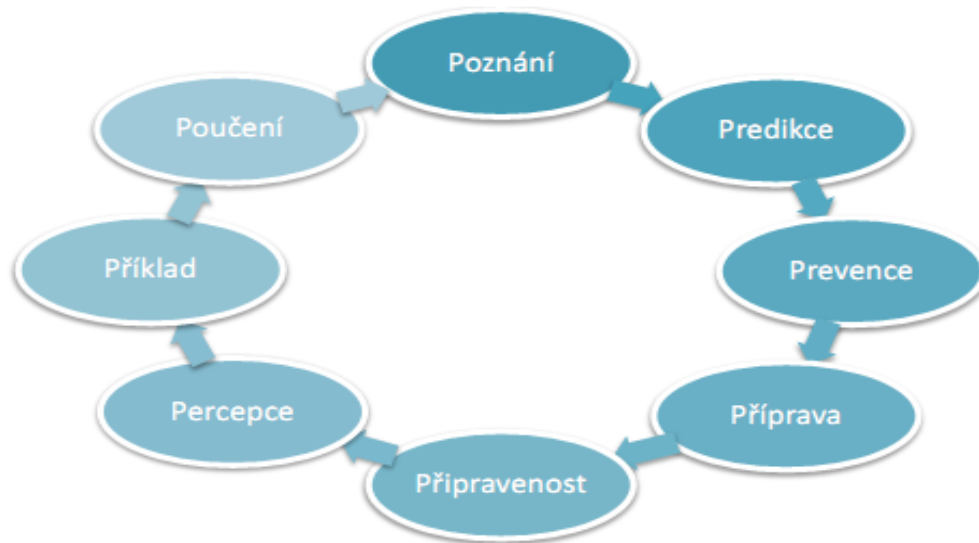 Poznání
Predikce
Prevence
Příprava
Připravenost
Percepce
Příklad
Poučení